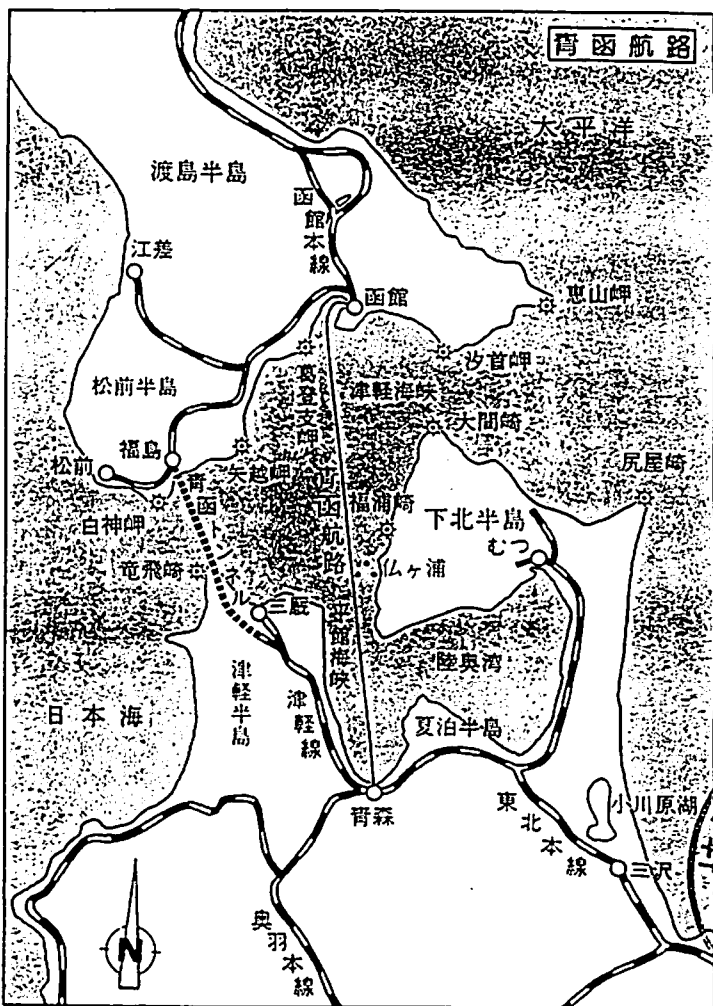 青函航路
太平洋
渡島半島
函館本線
江差
函館
恵山岬
汐首岬
松前半島
葛登支岬
津軽海峡
大間崎
福島
松前
矢越岬
青函航路
福浦崎
尻屋崎
白神岬
青函トンネル
下北半島
むつ
竜飛崎
仏ヶ浦
三厩
平館海峡
陸奥湾
日本海
津軽半島
津軽線
夏泊半島
青森
東北本線
小川原湖
三沢
奥羽本線
N